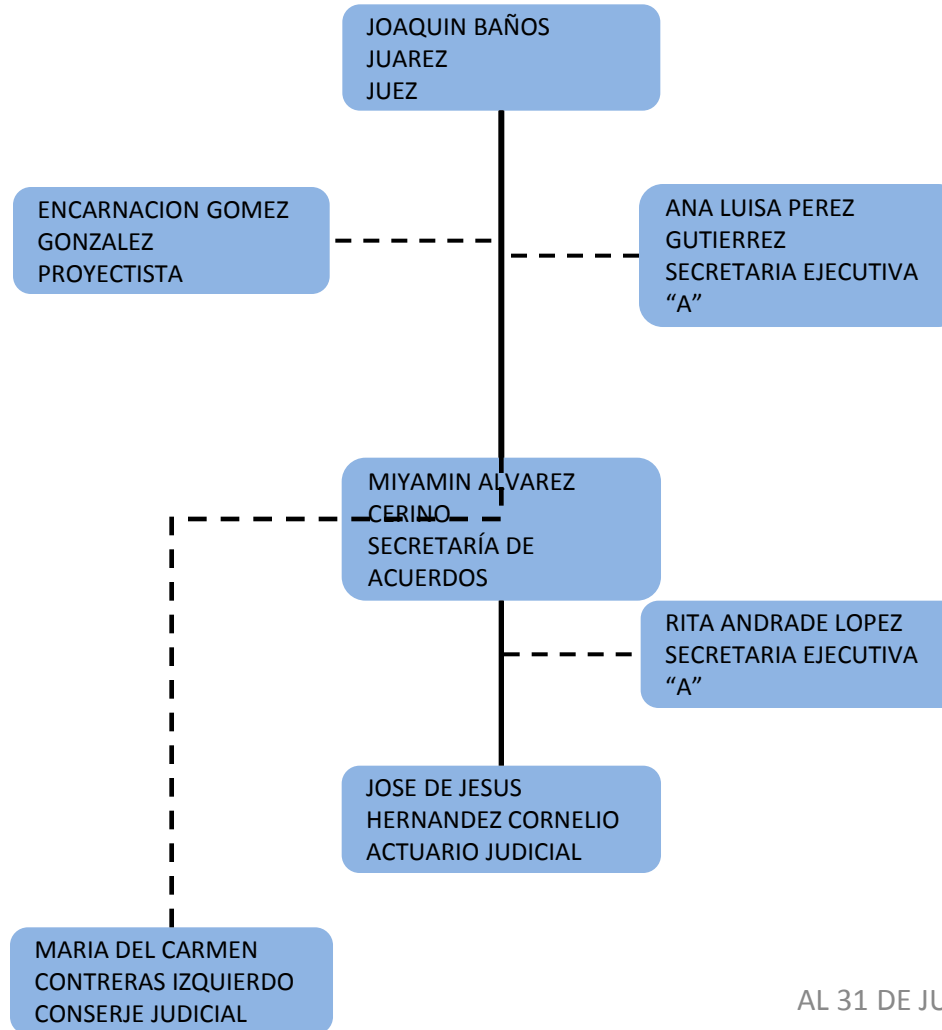 JOAQUIN BAÑOS
JUAREZ
JUEZ
ENCARNACION GOMEZ
GONZALEZ
PROYECTISTA
ANA LUISA PEREZ
GUTIERREZ
SECRETARIA EJECUTIVA
“A”
MIYAMIN ALVAREZ
CERINO
SECRETARÍA DE
ACUERDOS
RITA ANDRADE LOPEZ
SECRETARIA EJECUTIVA
“A”
JOSE DE JESUS
HERNANDEZ CORNELIO
ACTUARIO JUDICIAL
MARIA DEL CARMEN
CONTRERAS IZQUIERDO
CONSERJE JUDICIAL
AL 31 DE